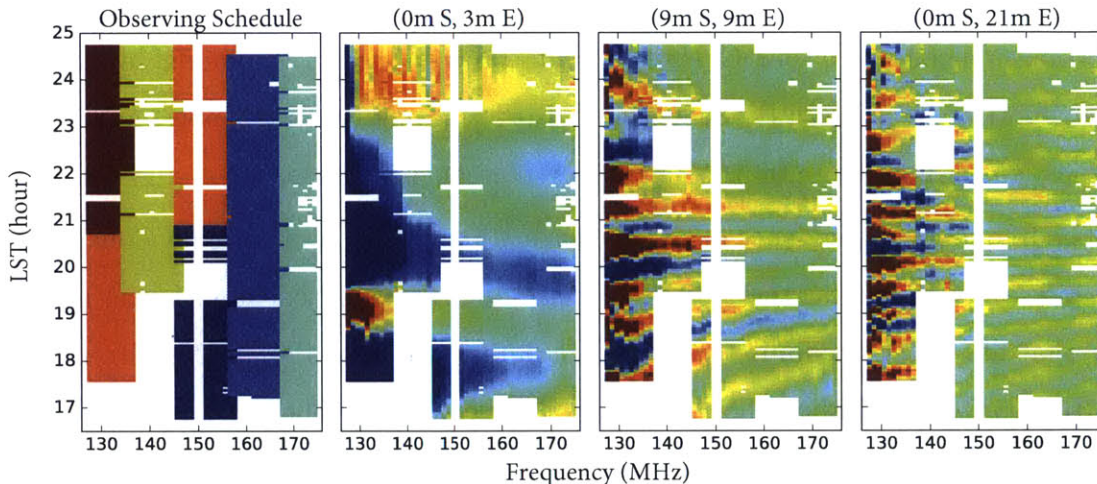 Observing Schedule (0m S, 3m E) (9m S, 9m E) (0m S, 21m E)
25
24
23
22
21
20
19
18
17
LST (hour)
130 140 150 160 170 130 140 150 160 170 130 140 150 160 170 130 140 150 160 170
Frequency (MHz)